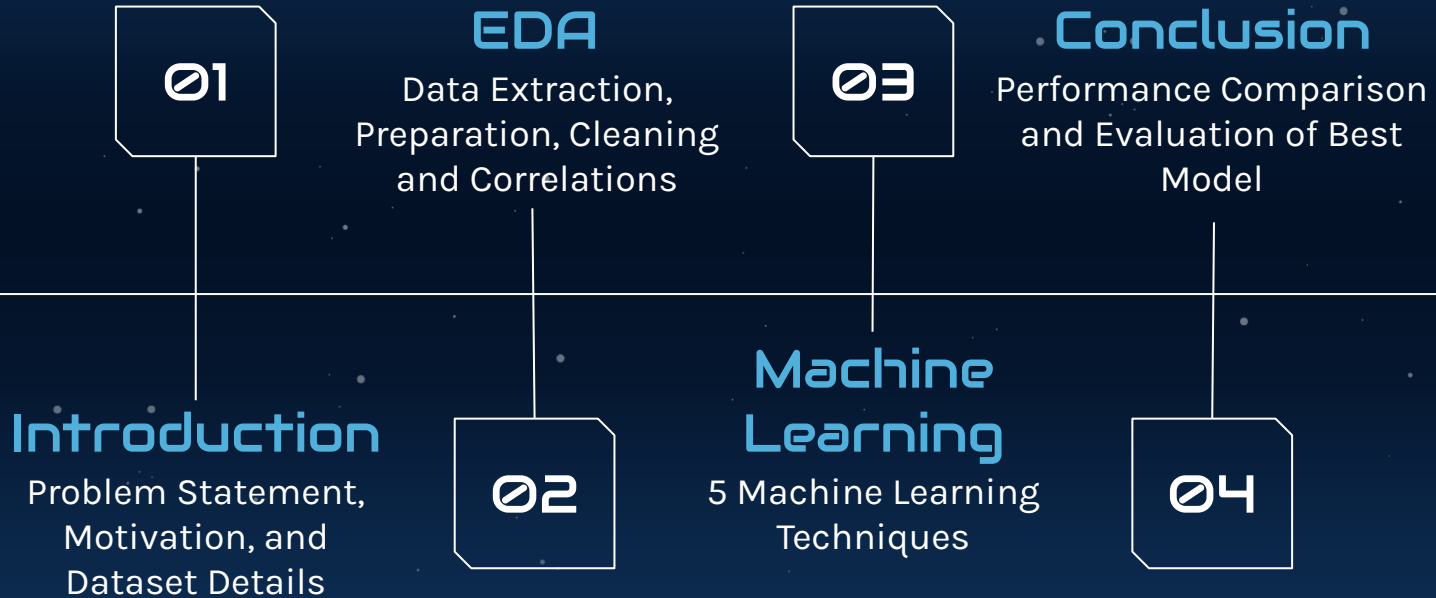 01
Introduction
Problem Statement,
Motivation, and
Dataset Details
EDA
Data Extraction,
Preparation, Cleaning
and Correlations
02
03
Machine
Learning
5 Machine Learning
Techniques
Conclusion
Performance Comparison
and Evaluation of Best
Model
04